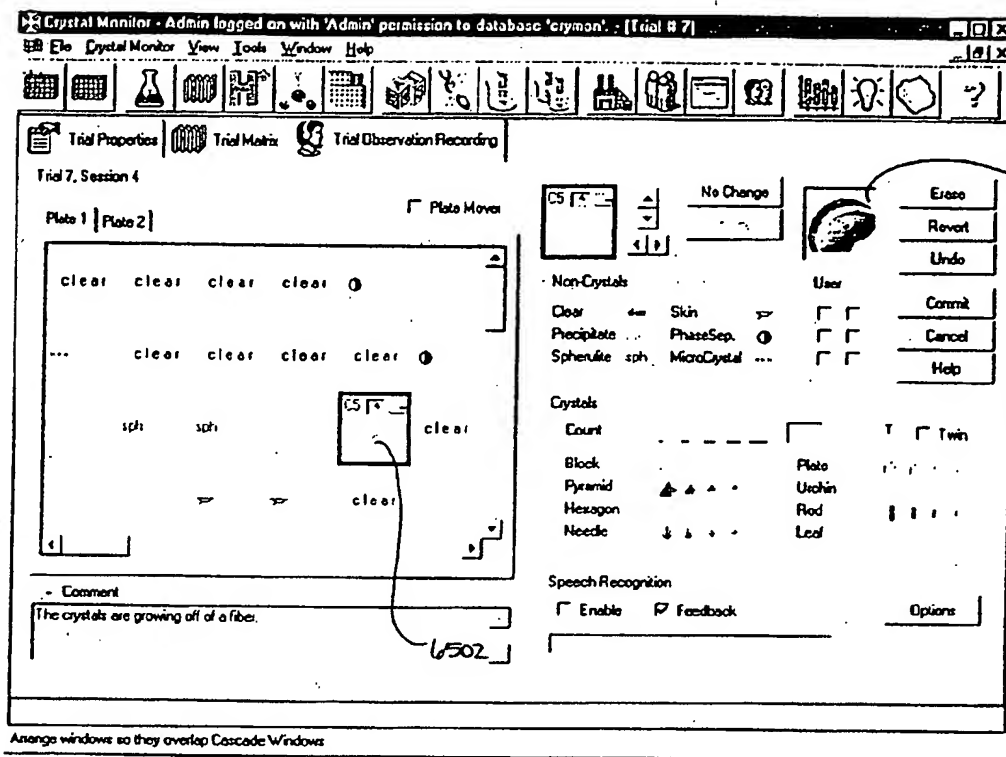 Crystal Monitor - Admin logged on with 'Admin' permission to database 'crymon'. - [Trial # 7]
File Crystal Monitor View Tools Window Help
Trial Properties Trial Matrix Trial Observation Recording
Trial 7, Session 4
Plate 1 Plate 2
Plate Mover
clear clear clear clear
clear clear clear clear
sph sph C5 4 clear
clear
Comment
The crystals are growing off of a fiber.
6502
C5 4
No Change
Erase
Revert
Undo
Commit
Cancel
Help
Non-Crystals User
Clear Skin
Precipitate PhaseSep.
Spherulite sph MicroCrystal
Crystals
Count T Twin
Block Plate
Pyramid Urchin
Hexagon Rod
Needle Leaf
Speech Recognition
Enable Feedback Options
Arrange windows so they overlap Cascade Windows